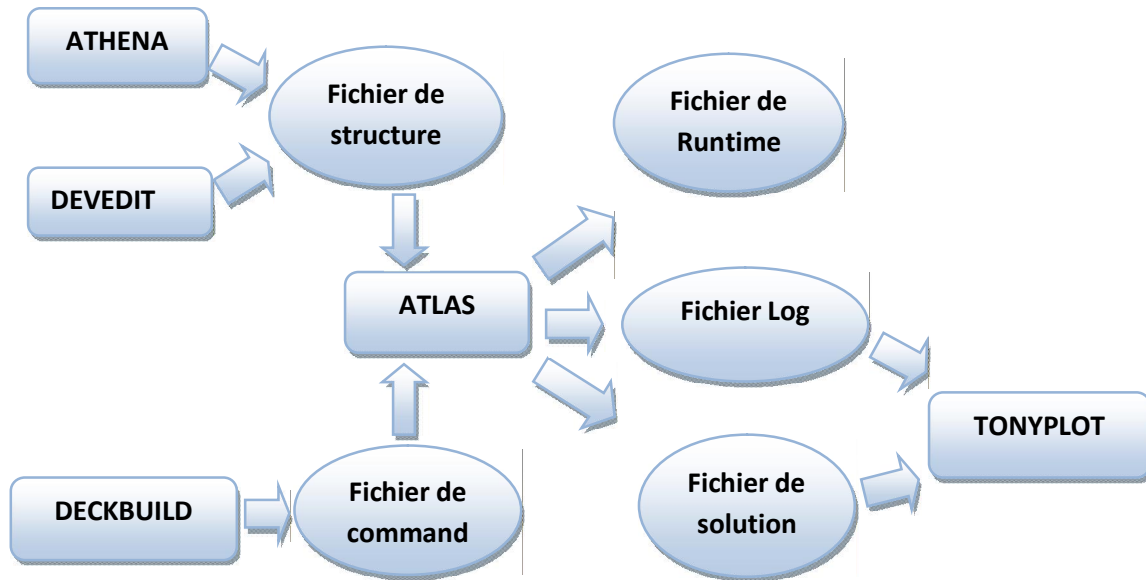 ATHENA
Fichier de
structure
Fichier de
Runtime
DEVEDIT
ATLAS
Fichier Log
TONYPLOT
DECKBUILD
Fichier de
command
Fichier de
solution